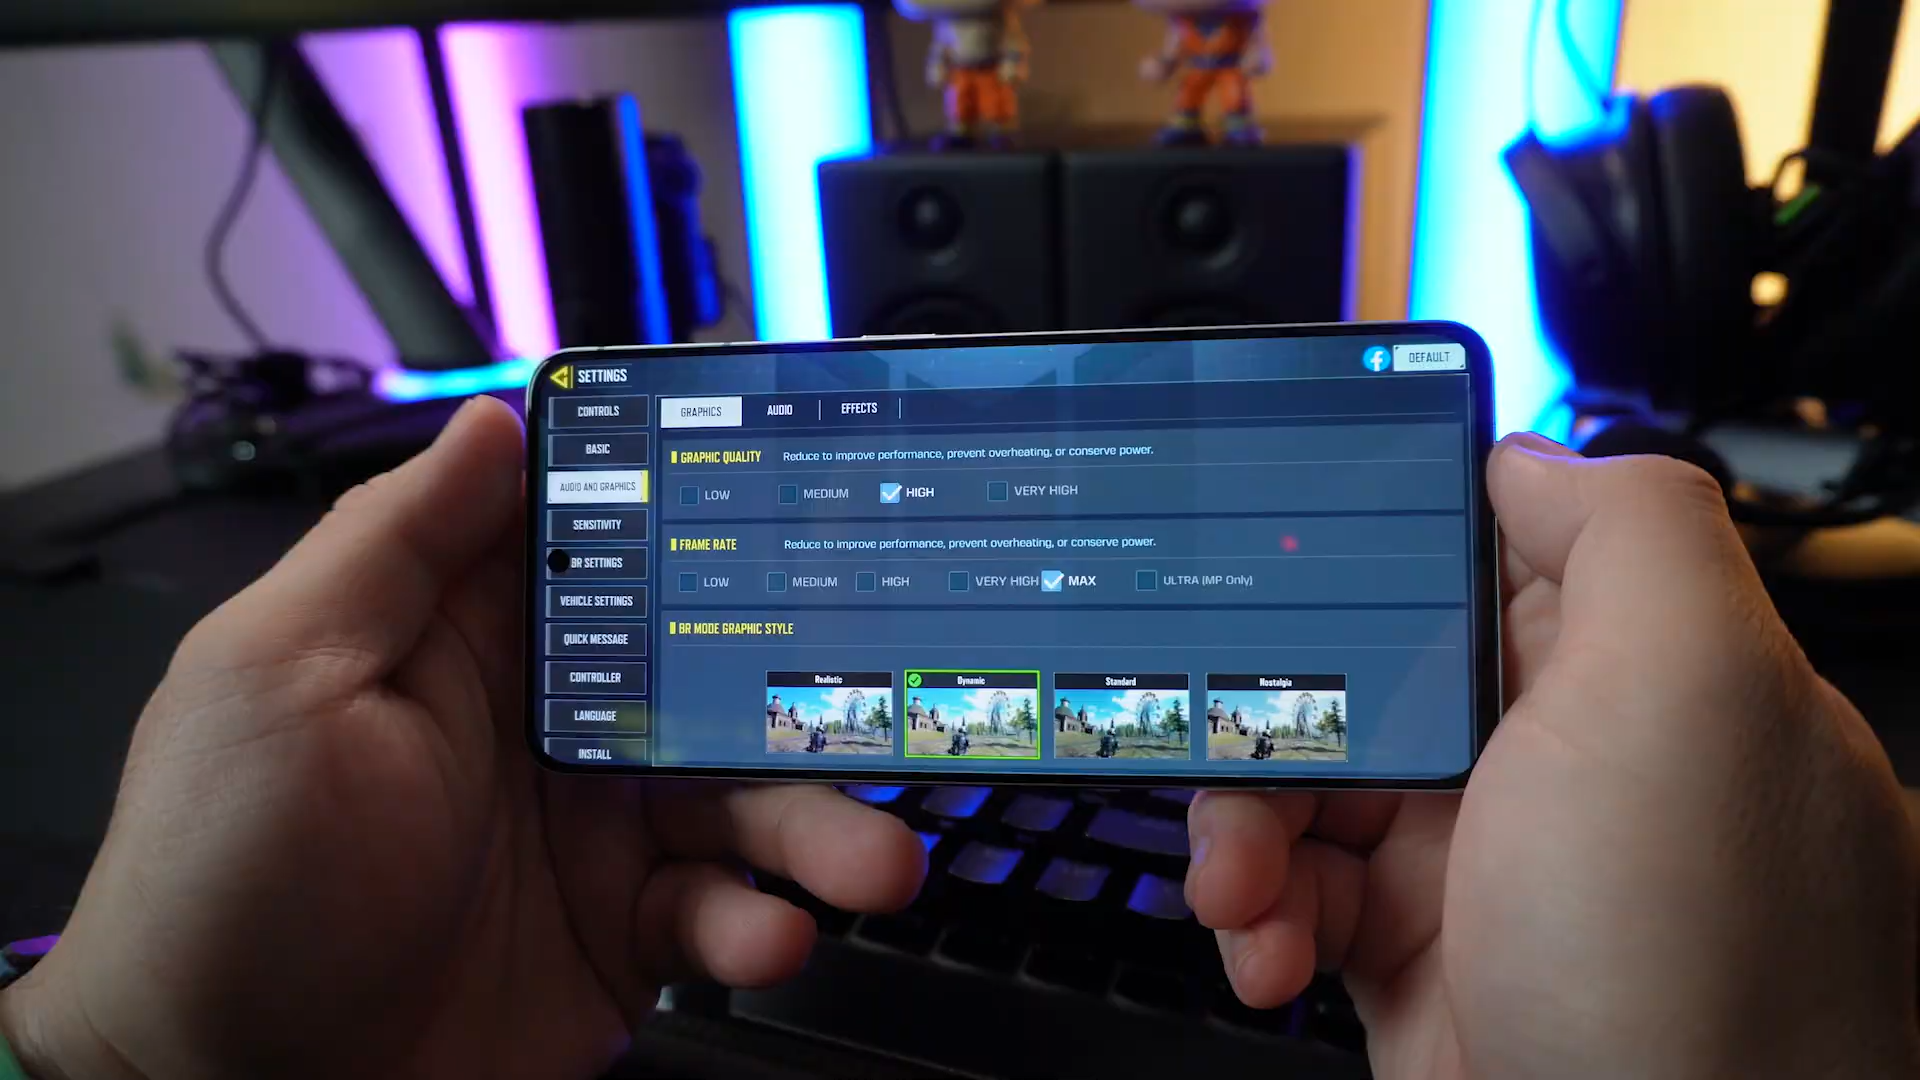 SETTINGS
DEFAULT
CONTROLS
BASIC
AUDIO AND GRAPHICS
SENSITIVITY
BR SETTINGS
VEHICLE SETTINGS
QUICK MESSAGE
CONTROLLER
LANGUAGE
INSTALL
GRAPHICS AUDIO EFFECTS
GRAPHIC QUALITY Reduce to improve performance, prevent overheating, or conserve power.
LOW MEDIUM HIGH VERY HIGH
FRAME RATE Reduce to improve performance, prevent overheating, or conserve power.
LOW MEDIUM HIGH VERY HIGH MAX ULTRA (MP Only)
BR MODE GRAPHIC STYLE
Realistic Dynamic Standard Nostalgia